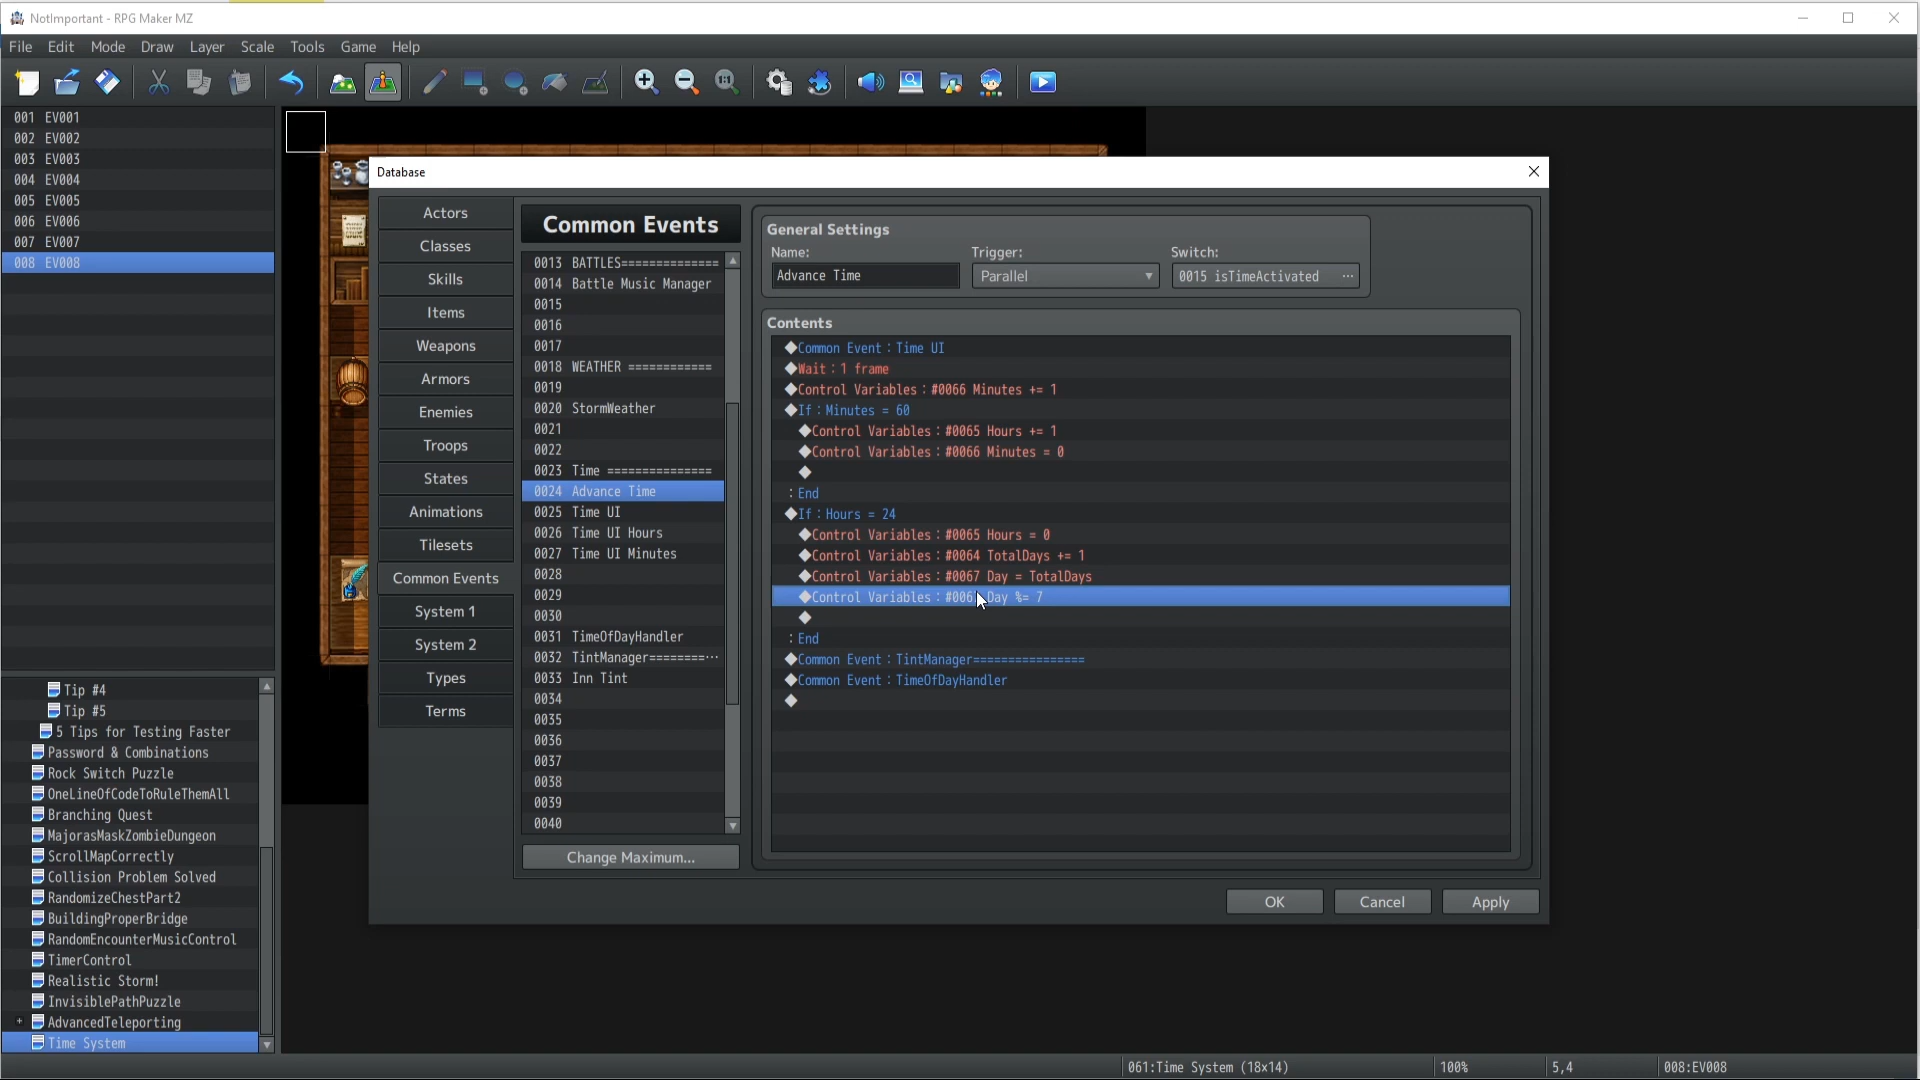 NotImportant - RPG Maker MZ
File Edit Mode Draw Layer Scale Tools Game Help
001 EV001
002 EV002
003 EV003
004 EV004
005 EV005
006 EV006
007 EV007
008 EV008
Tip #4
Tip #5
5 Tips for Testing Faster
Password & Combinations
Rock Switch Puzzle
OneLineOfCodeToRuleThemAll
Branching Quest
MajorasMaskZombieDungeon
ScrollMapCorrectly
Collision Problem Solved
RandomizeChestPart2
BuildingProperBridge
RandomEncounterMusicControl
TimerControl
Realistic Storm!
InvisiblePathPuzzle
AdvancedTeleporting
Time System
Database
Actors
Classes
Skills
Items
Weapons
Armors
Enemies
Troops
States
Animations
Tilesets
Common Events
System 1
System 2
Types
Terms
Common Events
0013 BATTLES==============
0014 Battle Music Manager
0015
0016
0017
0018 WEATHER ============
0019
0020 StormWeather
0021
0022
0023 Time ===============
0024 Advance Time
0025 Time UI
0026 Time UI Hours
0027 Time UI Minutes
0028
0029
0030
0031 TimeOfDayHandler
0032 TintManager========…
0033 Inn Tint
0034
0035
0036
0037
0038
0039
0040
Change Maximum...
General Settings
Name: Trigger: Switch:
Advance Time Parallel 0015 isTimeActivated ...
Contents
◆Common Event : Time UI
◆Wait : 1 frame
◆Control Variables : #0066 Minutes += 1
◆If : Minutes = 60
◆Control Variables : #0065 Hours += 1
◆Control Variables : #0066 Minutes = 0
◆
: End
◆If : Hours = 24
◆Control Variables : #0065 Hours = 0
◆Control Variables : #0064 TotalDays += 1
◆Control Variables : #0067 Day = TotalDays
◆Control Variables : Day %= 7
◆
: End
◆Common Event : TintManager================
◆Common Event : TimeOfDayHandler
◆
OK Cancel Apply
061:Time System (18x14) 100% 5,4 008:EV008